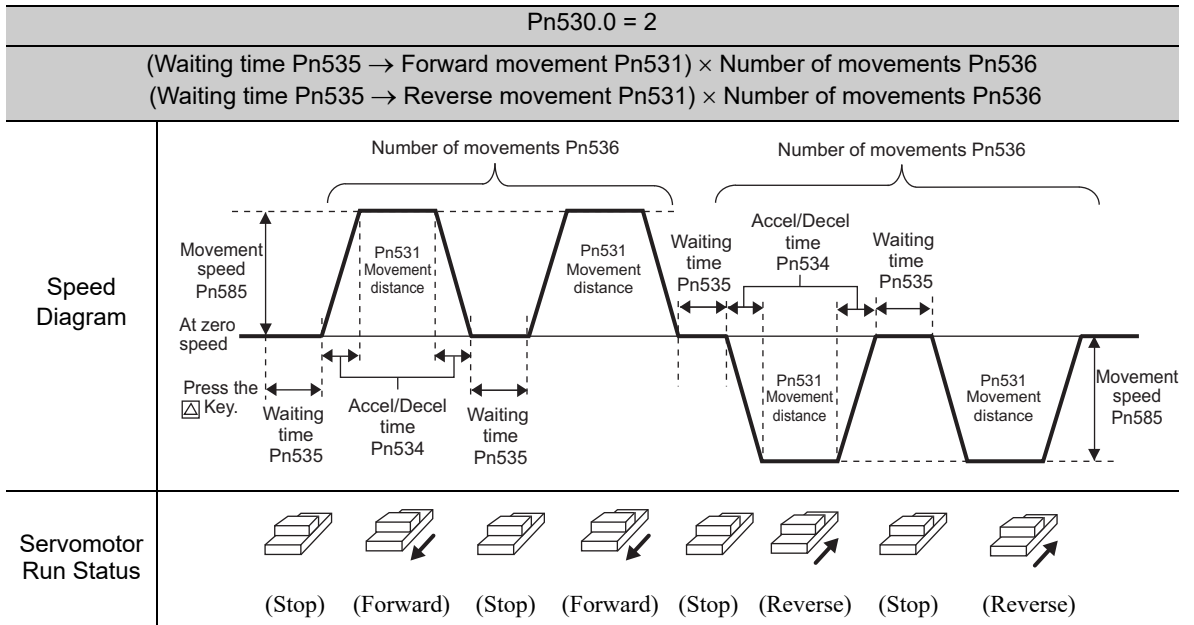 Pn530.0 = 2
(Waiting time Pn535 → Forward movement Pn531) × Number of movements Pn536
(Waiting time Pn535 → Reverse movement Pn531) × Number of movements Pn536
Speed
Diagram
Number of movements Pn536
Number of movements Pn536
Movement
speed
Pn585
At zero
speed
Press the
△ Key.
Pn531
Movement
distance
Pn531
Movement
distance
Waiting
time
Pn535
Accel/Decel
time
Pn534
Waiting
time
Pn535
Waiting
time
Pn535
Accel/Decel
time
Pn534
Waiting
time
Pn535
Pn531
Movement
distance
Pn531
Movement
distance
Movement
speed
Pn585
Servomotor
Run Status
(Stop) (Forward) (Stop) (Forward) (Stop) (Reverse) (Stop) (Reverse)